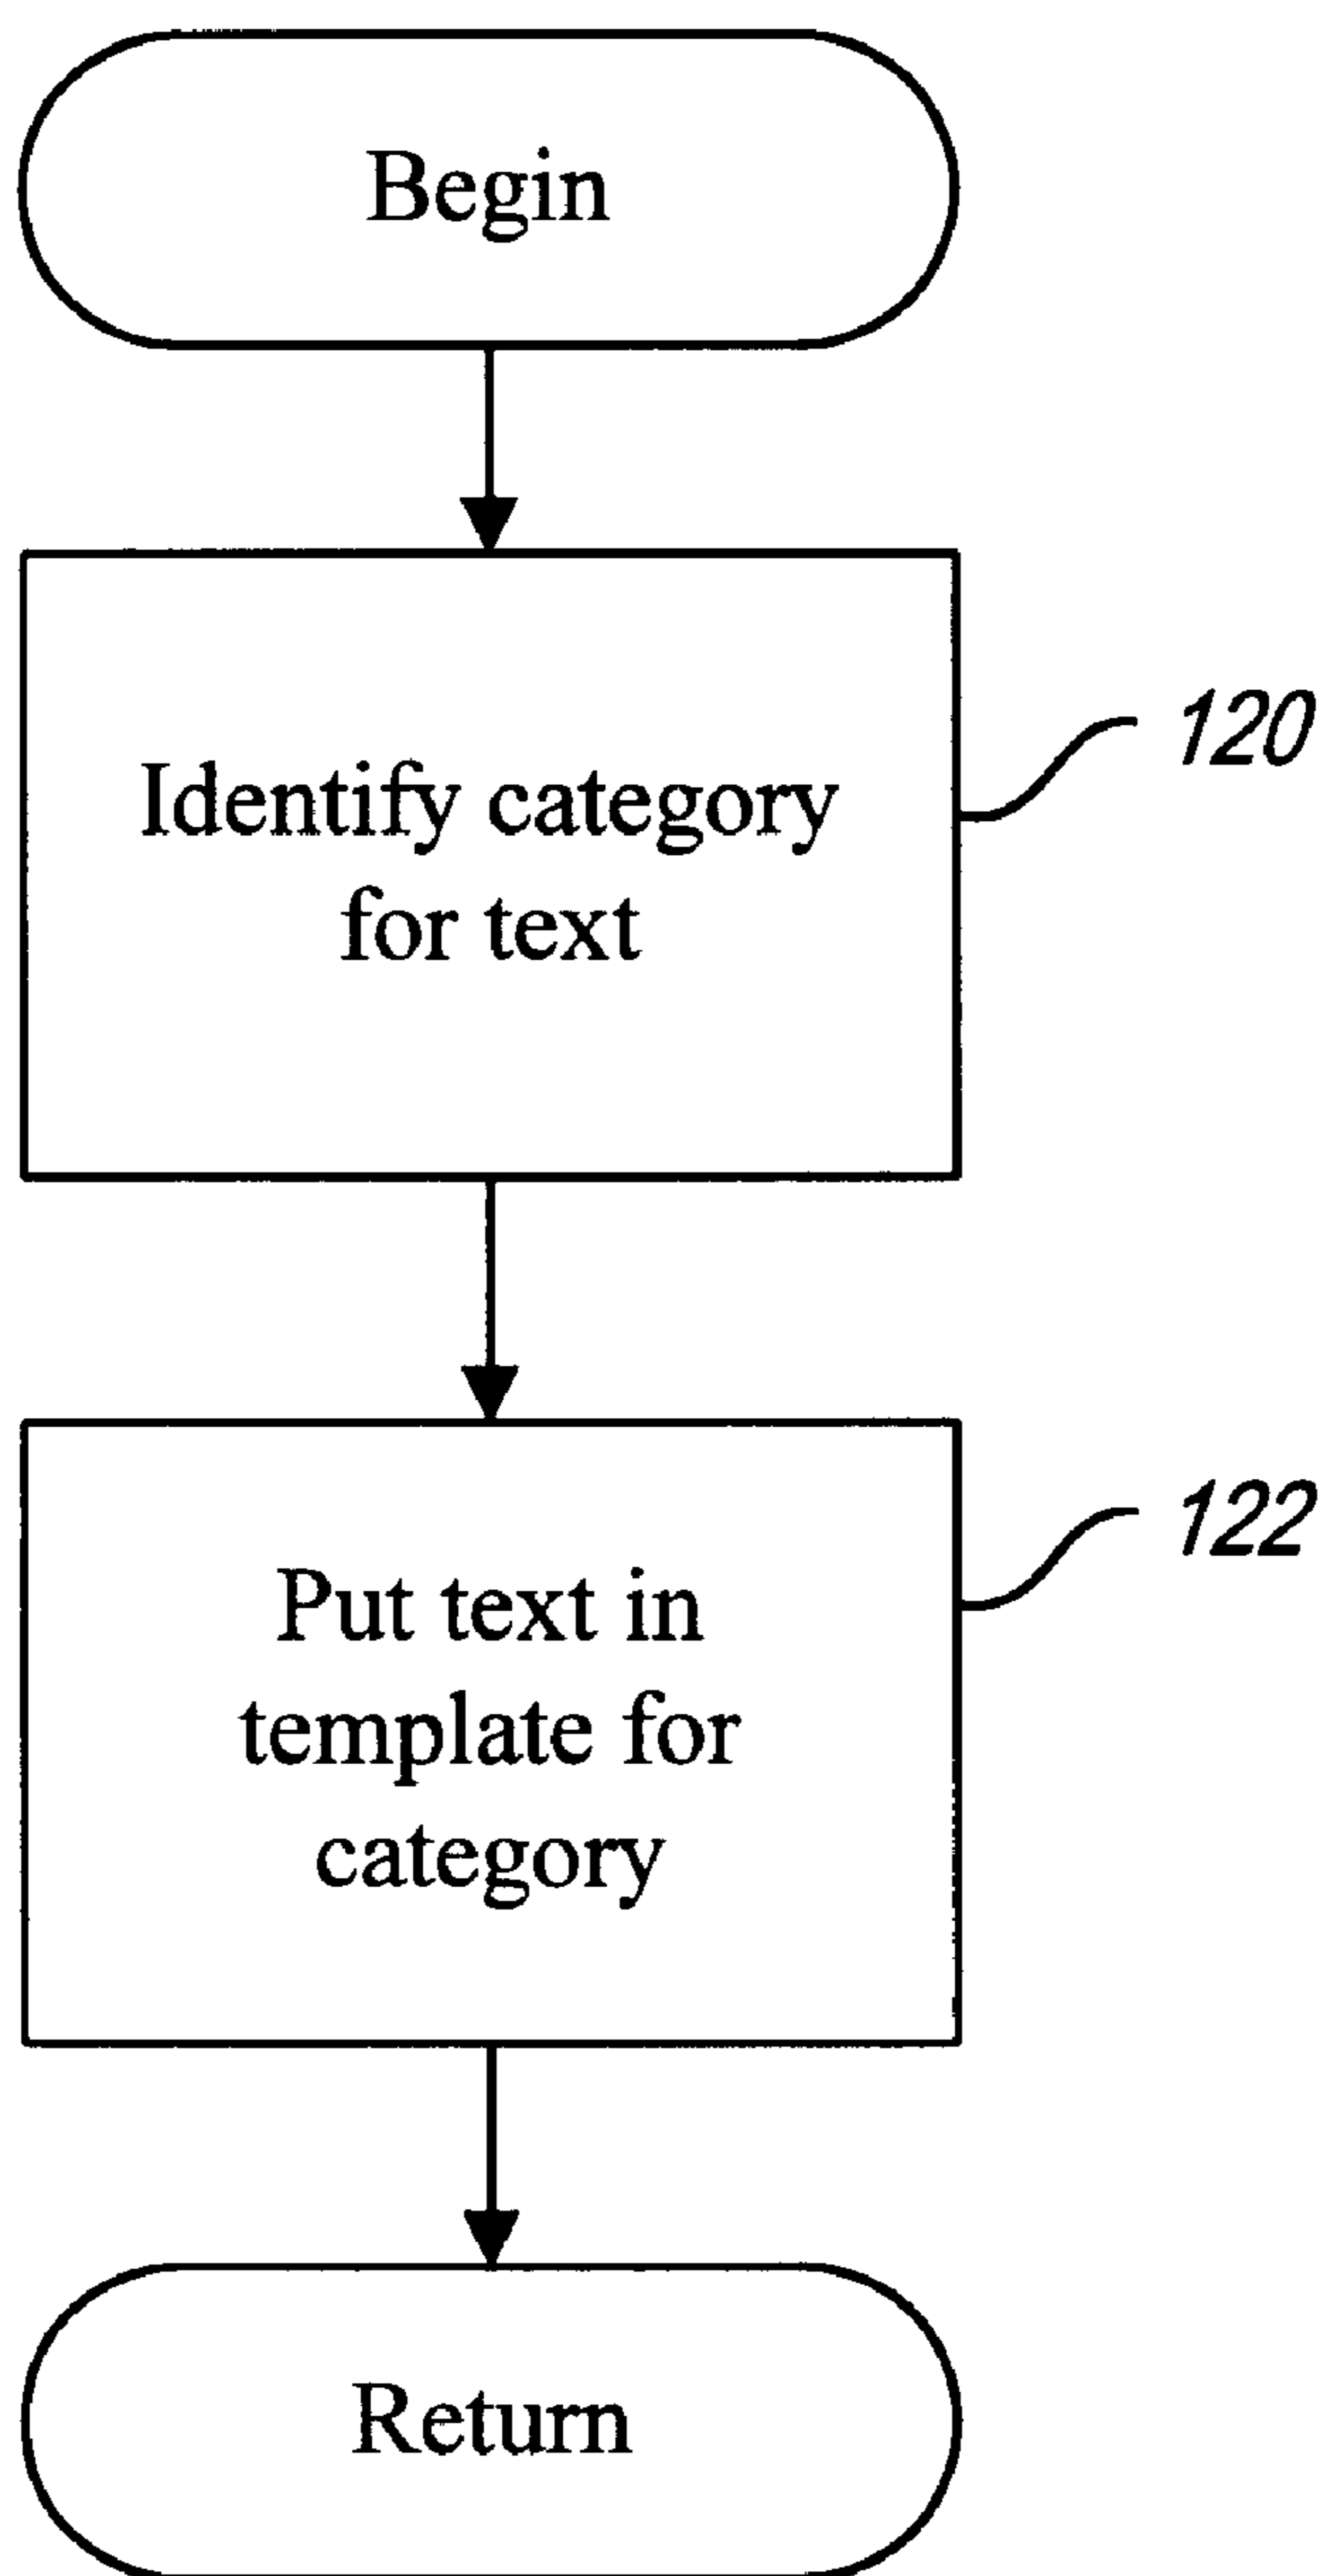 Begin
Identify category
for text
120
Put text in
template for
category
122
Return